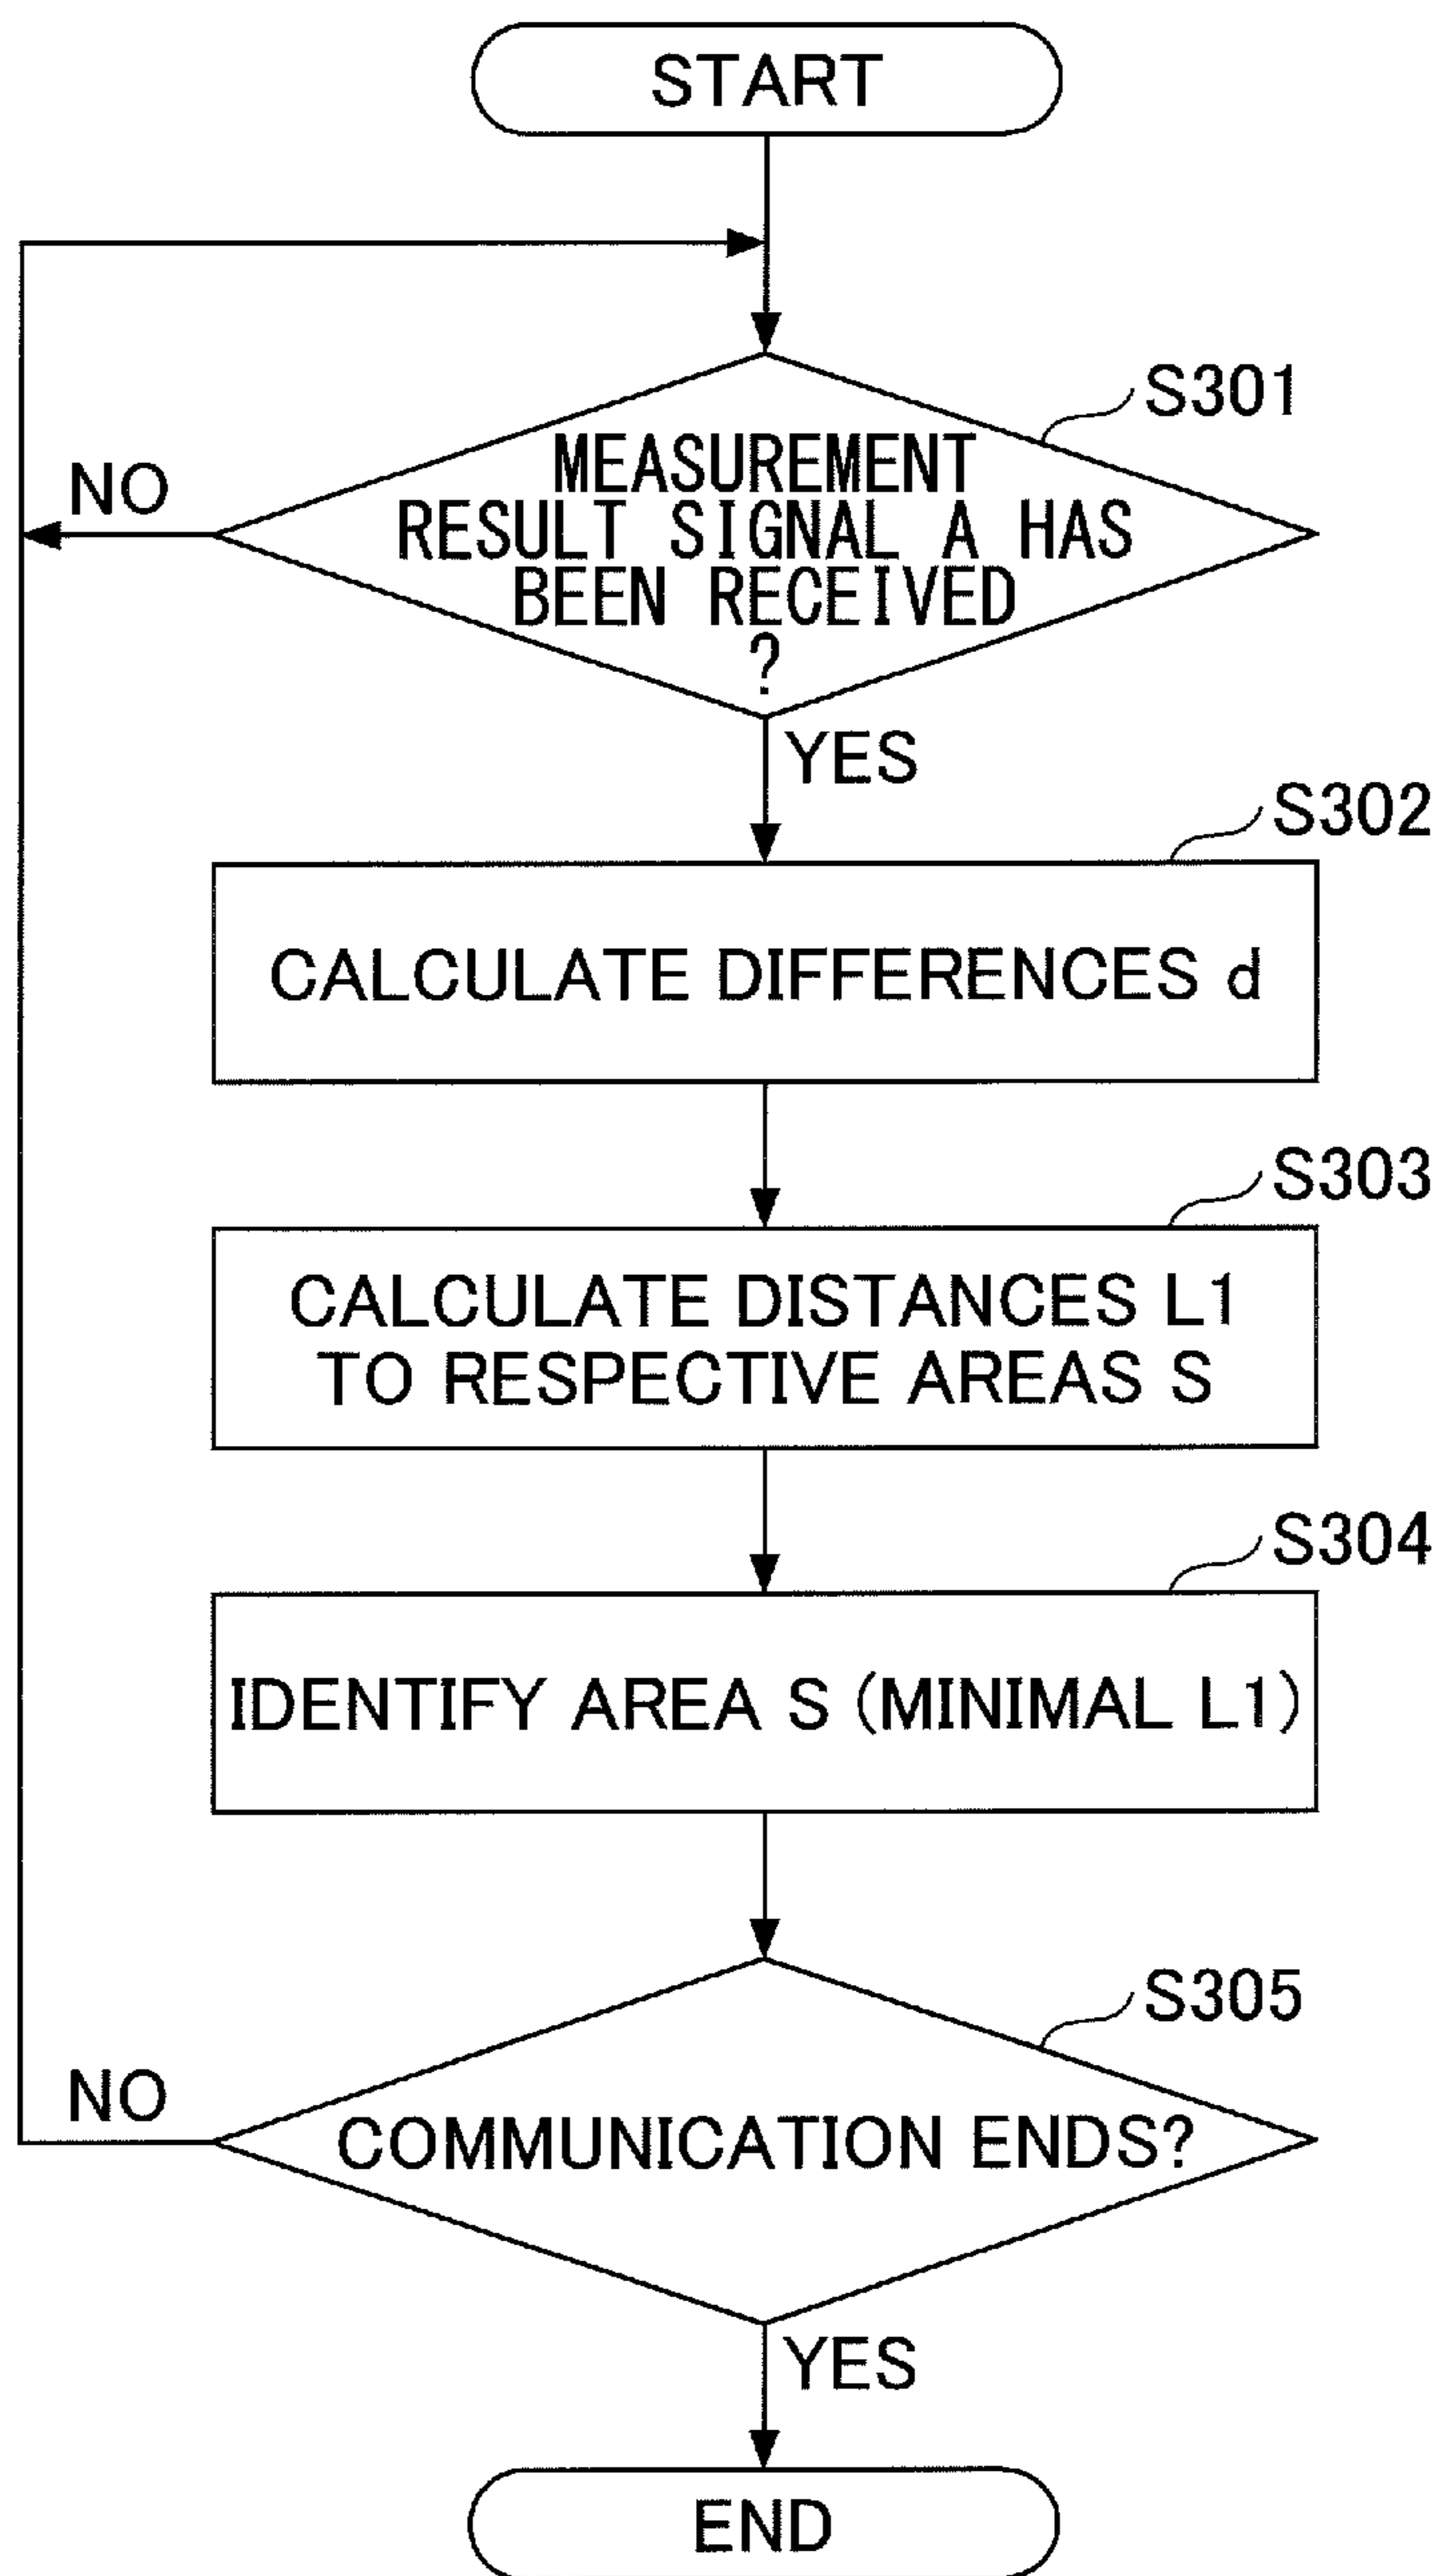 START
S301
MEASUREMENT
RESULT SIGNAL A HAS
BEEN RECEIVED
?
NO
YES
S302
CALCULATE DIFFERENCES d
S303
CALCULATE DISTANCES L1
TO RESPECTIVE AREAS S
S304
IDENTIFY AREA S (MINIMAL L1)
S305
COMMUNICATION ENDS?
NO
YES
END